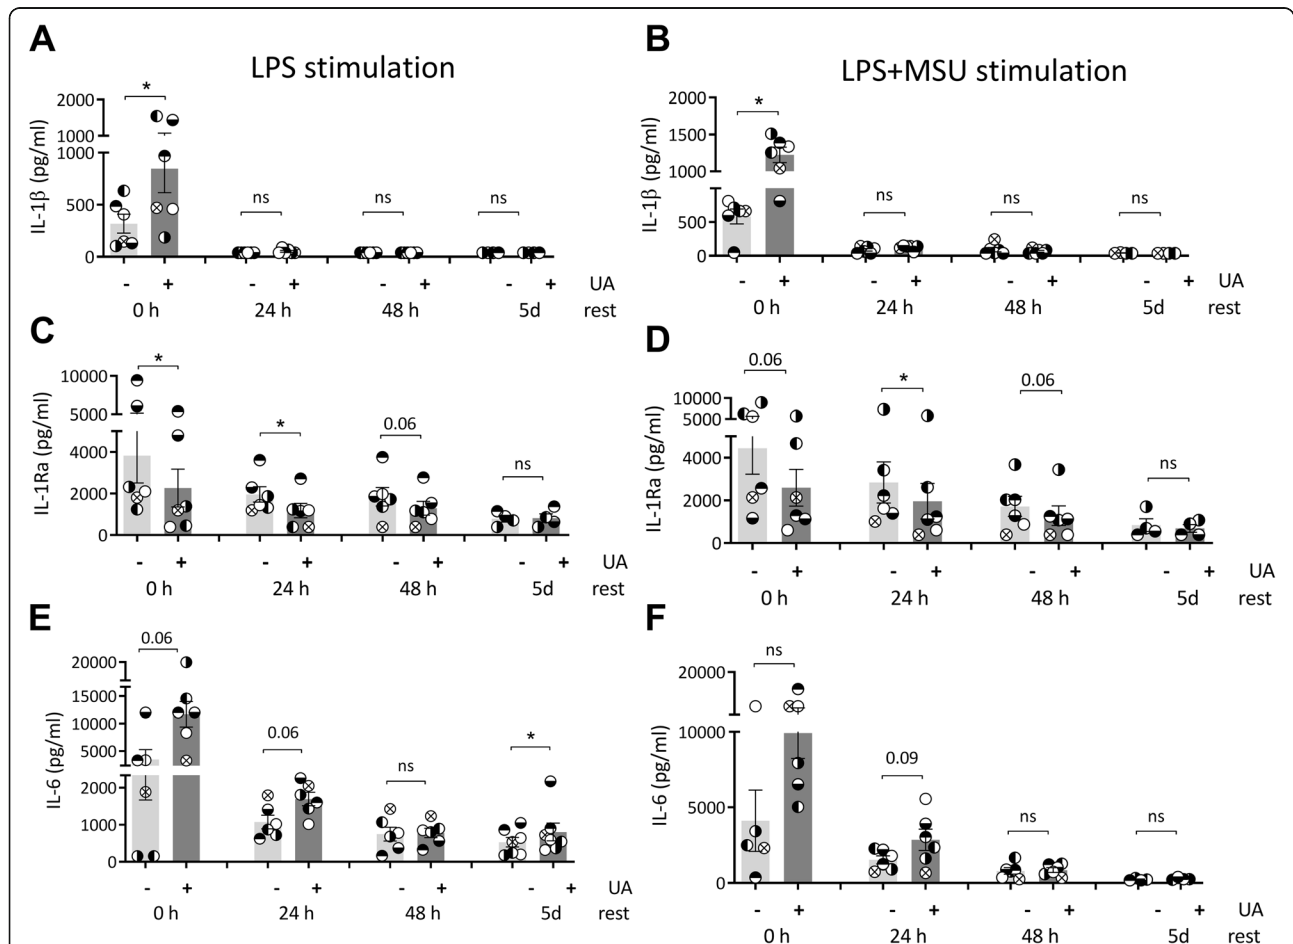 A
B
LPS stimulation
LPS+MSU stimulation
IL-1β (pg/ml)
2000
1000
1000
500
0
*
ns
ns
ns
- + - + - + - + UA
0 h 24 h 48 h 5d rest
IL-1β (pg/ml)
2000
1500
1000
500
0
*
ns
ns
ns
- + - + - + - + UA
0 h 24 h 48 h 5d rest
C
D
IL-1Ra (pg/ml)
10000
5000
4000
2000
0
*
*
0.06
ns
- + - + - + - + UA
0 h 24 h 48 h 5d rest
IL-1Ra (pg/ml)
10000
5000
4000
2000
0
0.06
*
0.06
ns
- + - + - + - + UA
0 h 24 h 48 h 5d rest
E
F
IL-6 (pg/ml)
20000
15000
10000
5000
2000
1000
0
0.06
0.06
ns
*
- + - + - + - + UA
0 h 24 h 48 h 5d rest
IL-6 (pg/ml)
20000
10000
5000
0
ns
0.09
ns
ns
- + - + - + - + UA
0 h 24 h 48 h 5d rest